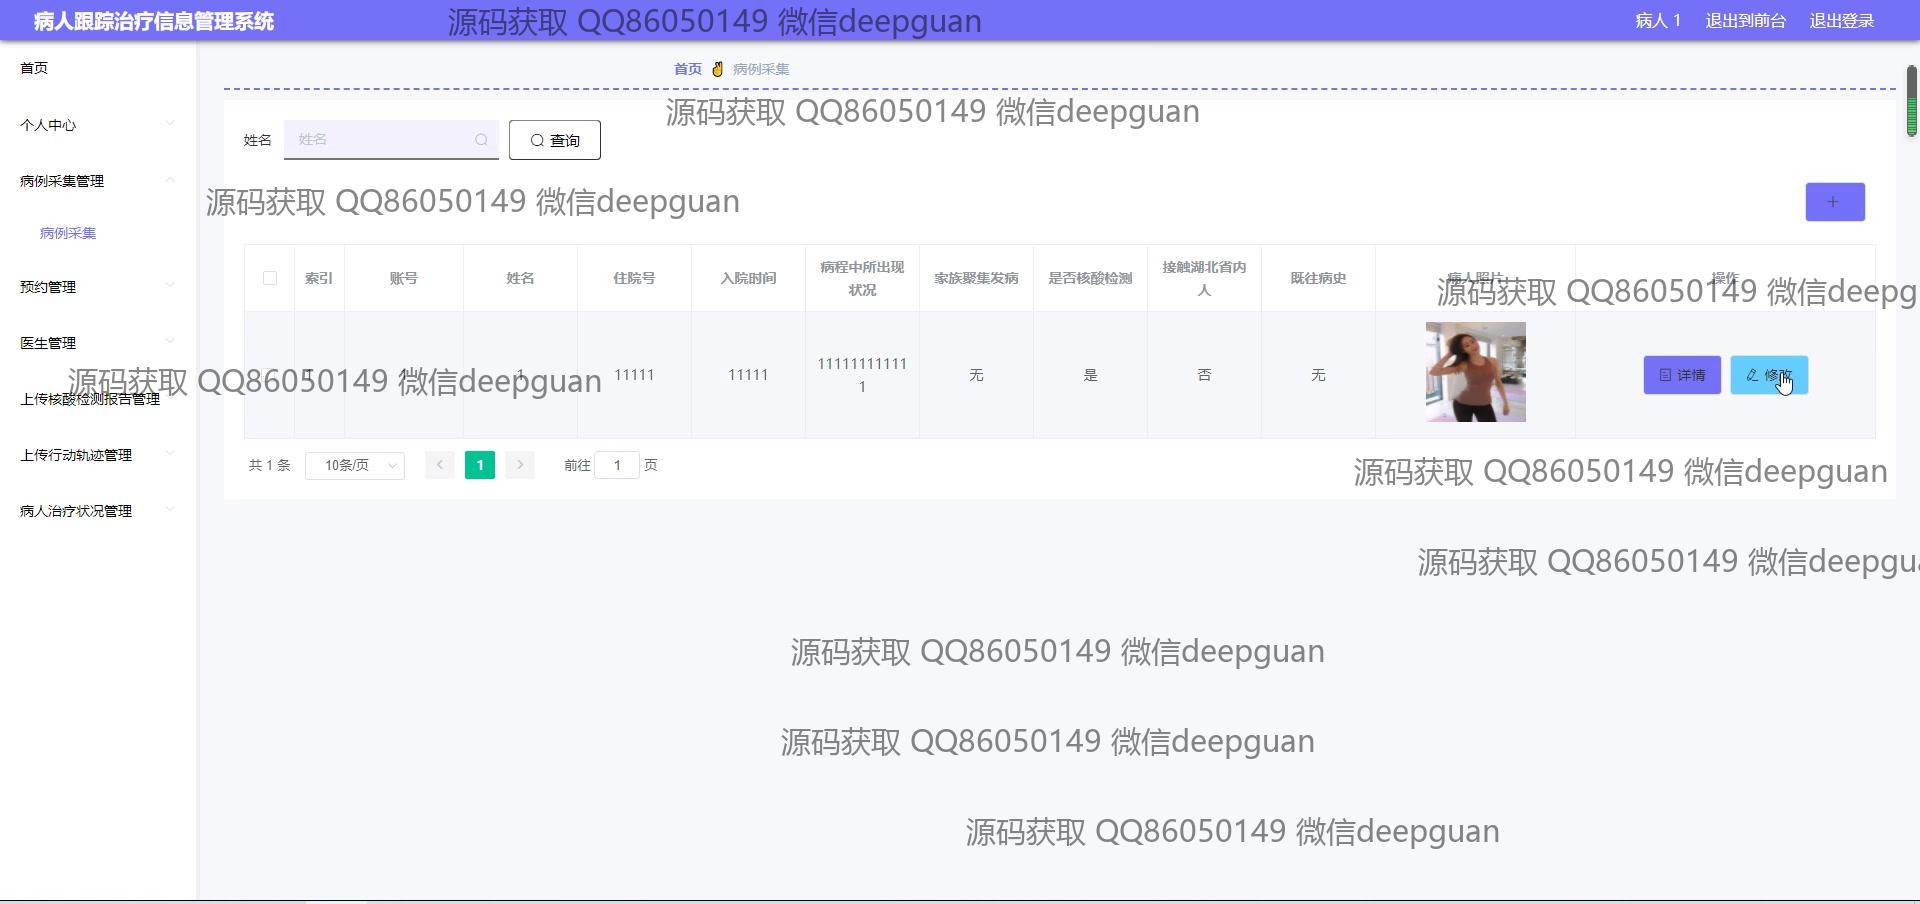 病人跟踪治疗信息管理系统
源码获取 QQ86050149 微信deepguan
病人 1
退出到前台
退出登录
首页
个人中心
病例采集管理
病例采集
预约管理
医生管理
上传核酸检测报告管理
上传行动轨迹管理
病人治疗状况管理
首页 病例采集
源码获取 QQ86050149 微信deepguan
姓名 姓名 查询
源码获取 QQ86050149 微信deepguan
+
索引 账号 姓名 住院号 入院时间 病程中所出现 家族聚集发病 是否核酸检测 接触湖北省内 既往病史 病人照片 操作
状况 人
源码获取 QQ86050149 微信deepg
1 1 1 11111 11111 11111111111 无 是 否 无 详情 修改
1
源码获取 QQ86050149 微信deepguan
共 1 条 10条/页 1 前往 1 页
源码获取 QQ86050149 微信deepguan
源码获取 QQ86050149 微信deepgua
源码获取 QQ86050149 微信deepguan
源码获取 QQ86050149 微信deepguan
源码获取 QQ86050149 微信deepguan